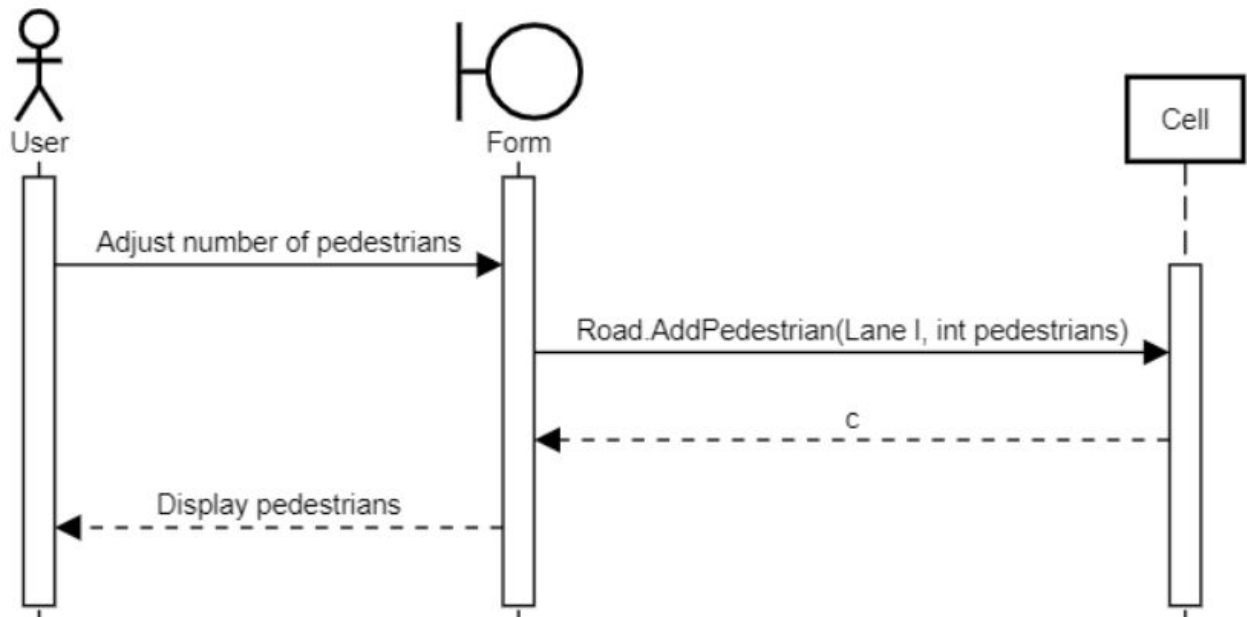 User
Form
Cell
Adjust number of pedestrians
Road.AddPedestrian(Lane l, int pedestrians)
c
Display pedestrians